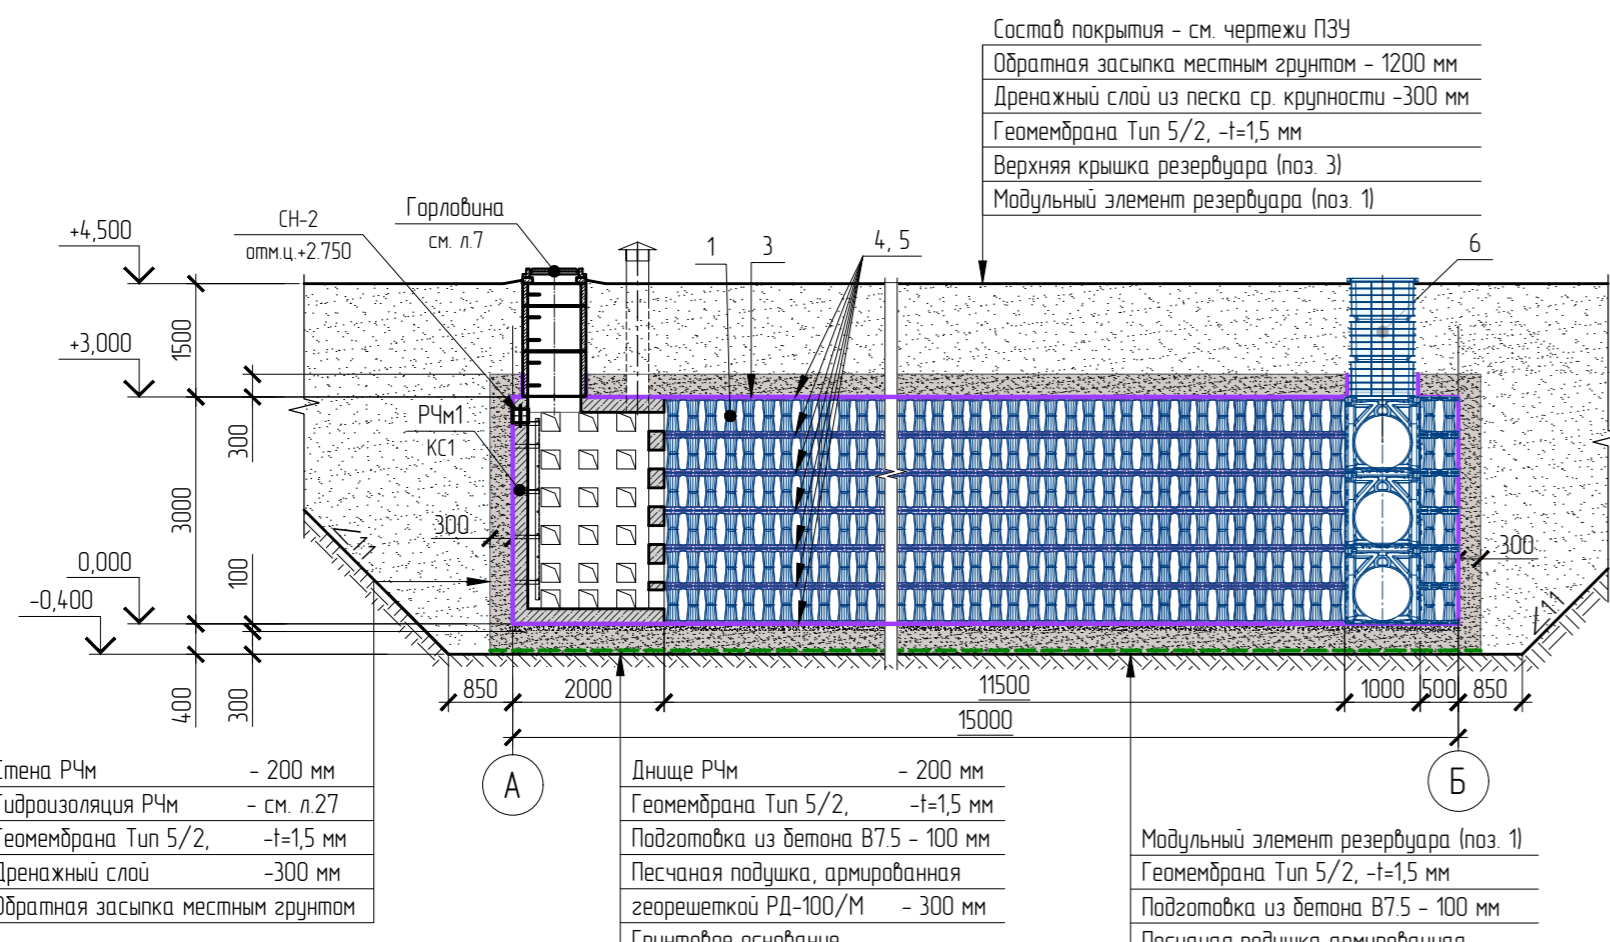 Состав покрытия - см. чертежи ПЗУ
Обратная засыпка местным грунтом - 1200 мм
Дренажный слой из песка ср. крупности -300 мм
Геомембрана Тип 5/2, -t=1,5 мм
Верхняя крышка резервуара (поз. 3)
Модульный элемент резервуара (поз. 1)
+4,500
СН-2
отм.ц.+2.750
Горловина
см. л.7
1
3
4, 5
6
+3,000
1500
РЧм1
КС1
300
3000
300
300
0,000
100
-0,400
1:1
1:1
400
300
850
2000
11500
1000
500
850
15000
А
Б
Стена РЧм - 200 мм
Гидроизоляция РЧм - см. л.27
Геомембрана Тип 5/2, -t=1,5 мм
Дренажный слой -300 мм
Обратная засыпка местным грунтом
Днище РЧм - 200 мм
Геомембрана Тип 5/2, -t=1,5 мм
Подготовка из бетона В7.5 - 100 мм
Песчаная подушка, армированная
георешеткой РД-100/М - 300 мм
Грунтовое основание
Модульный элемент резервуара (поз. 1)
Геомембрана Тип 5/2, -t=1,5 мм
Подготовка из бетона В7.5 - 100 мм
Песчаная подушка армированная